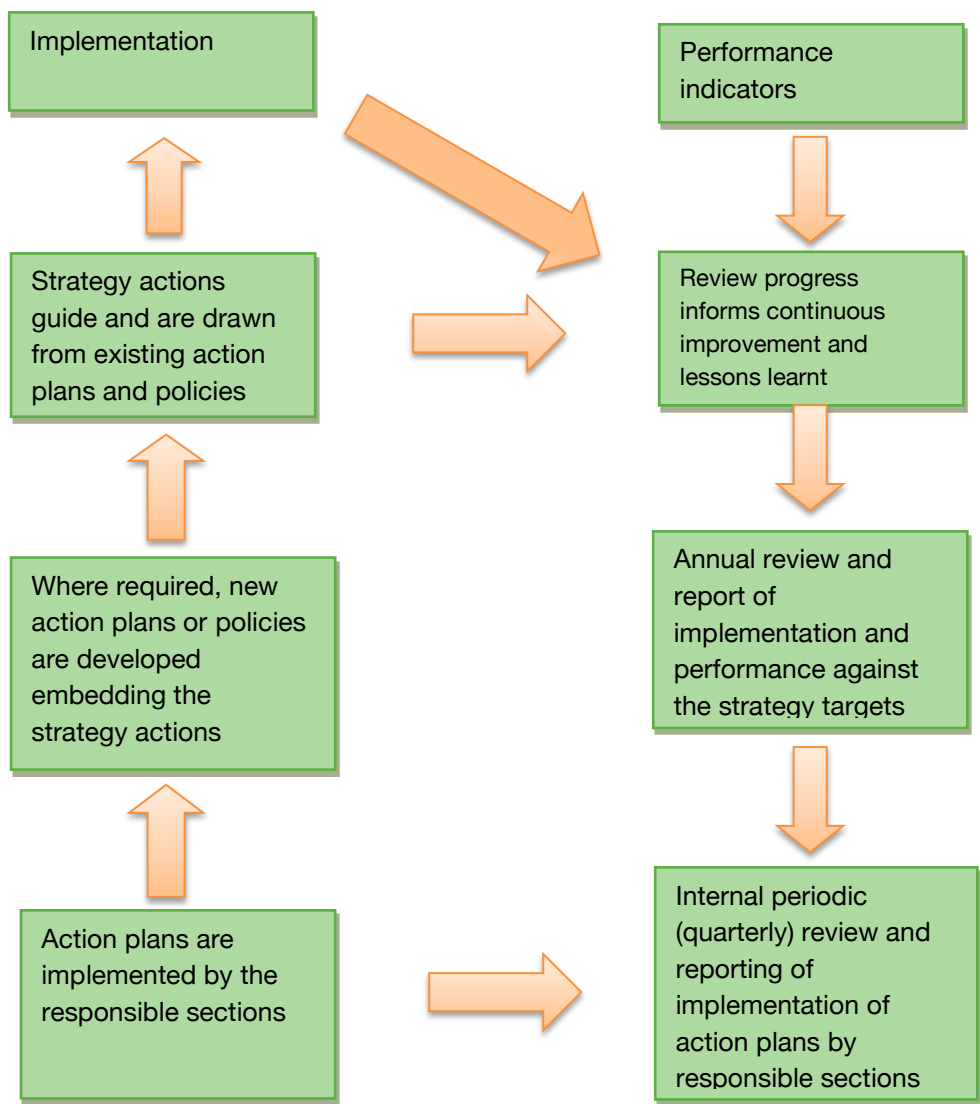 Implementation
Performance
indicators
Strategy actions
guide and are drawn
from existing action
plans and policies
Review progress
informs continuous
improvement and
lessons learnt
Where required, new
action plans or policies
are developed
embedding the
strategy actions
Annual review and
report of
implementation and
performance against
the strategy targets
Action plans are
implemented by the
responsible sections
Internal periodic
(quarterly) review and
reporting of
implementation of
action plans by
responsible sections